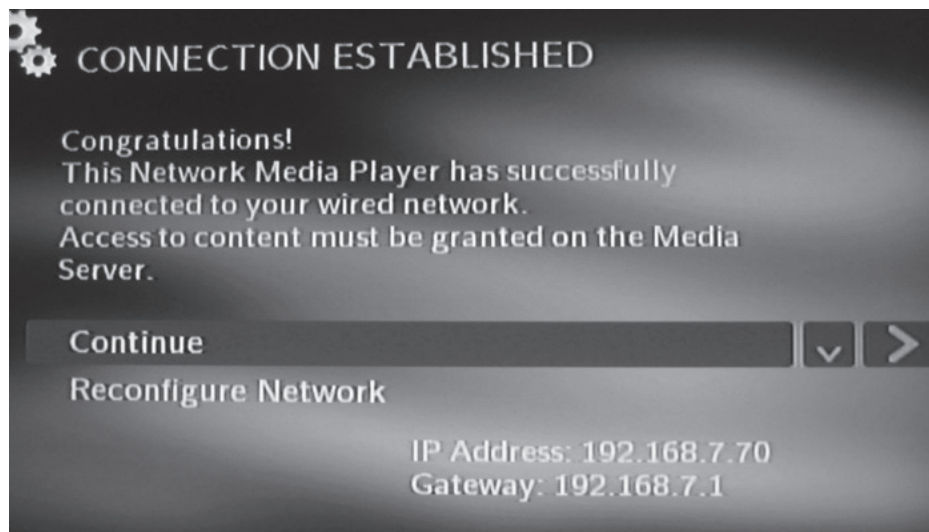 CONNECTION ESTABLISHED
Congratulations!
This Network Media Player has successfully
connected to your wired network.
Access to content must be granted on the Media
Server.
Continue
Reconfigure Network
IP Address: 192.168.7.70
Gateway: 192.168.7.1